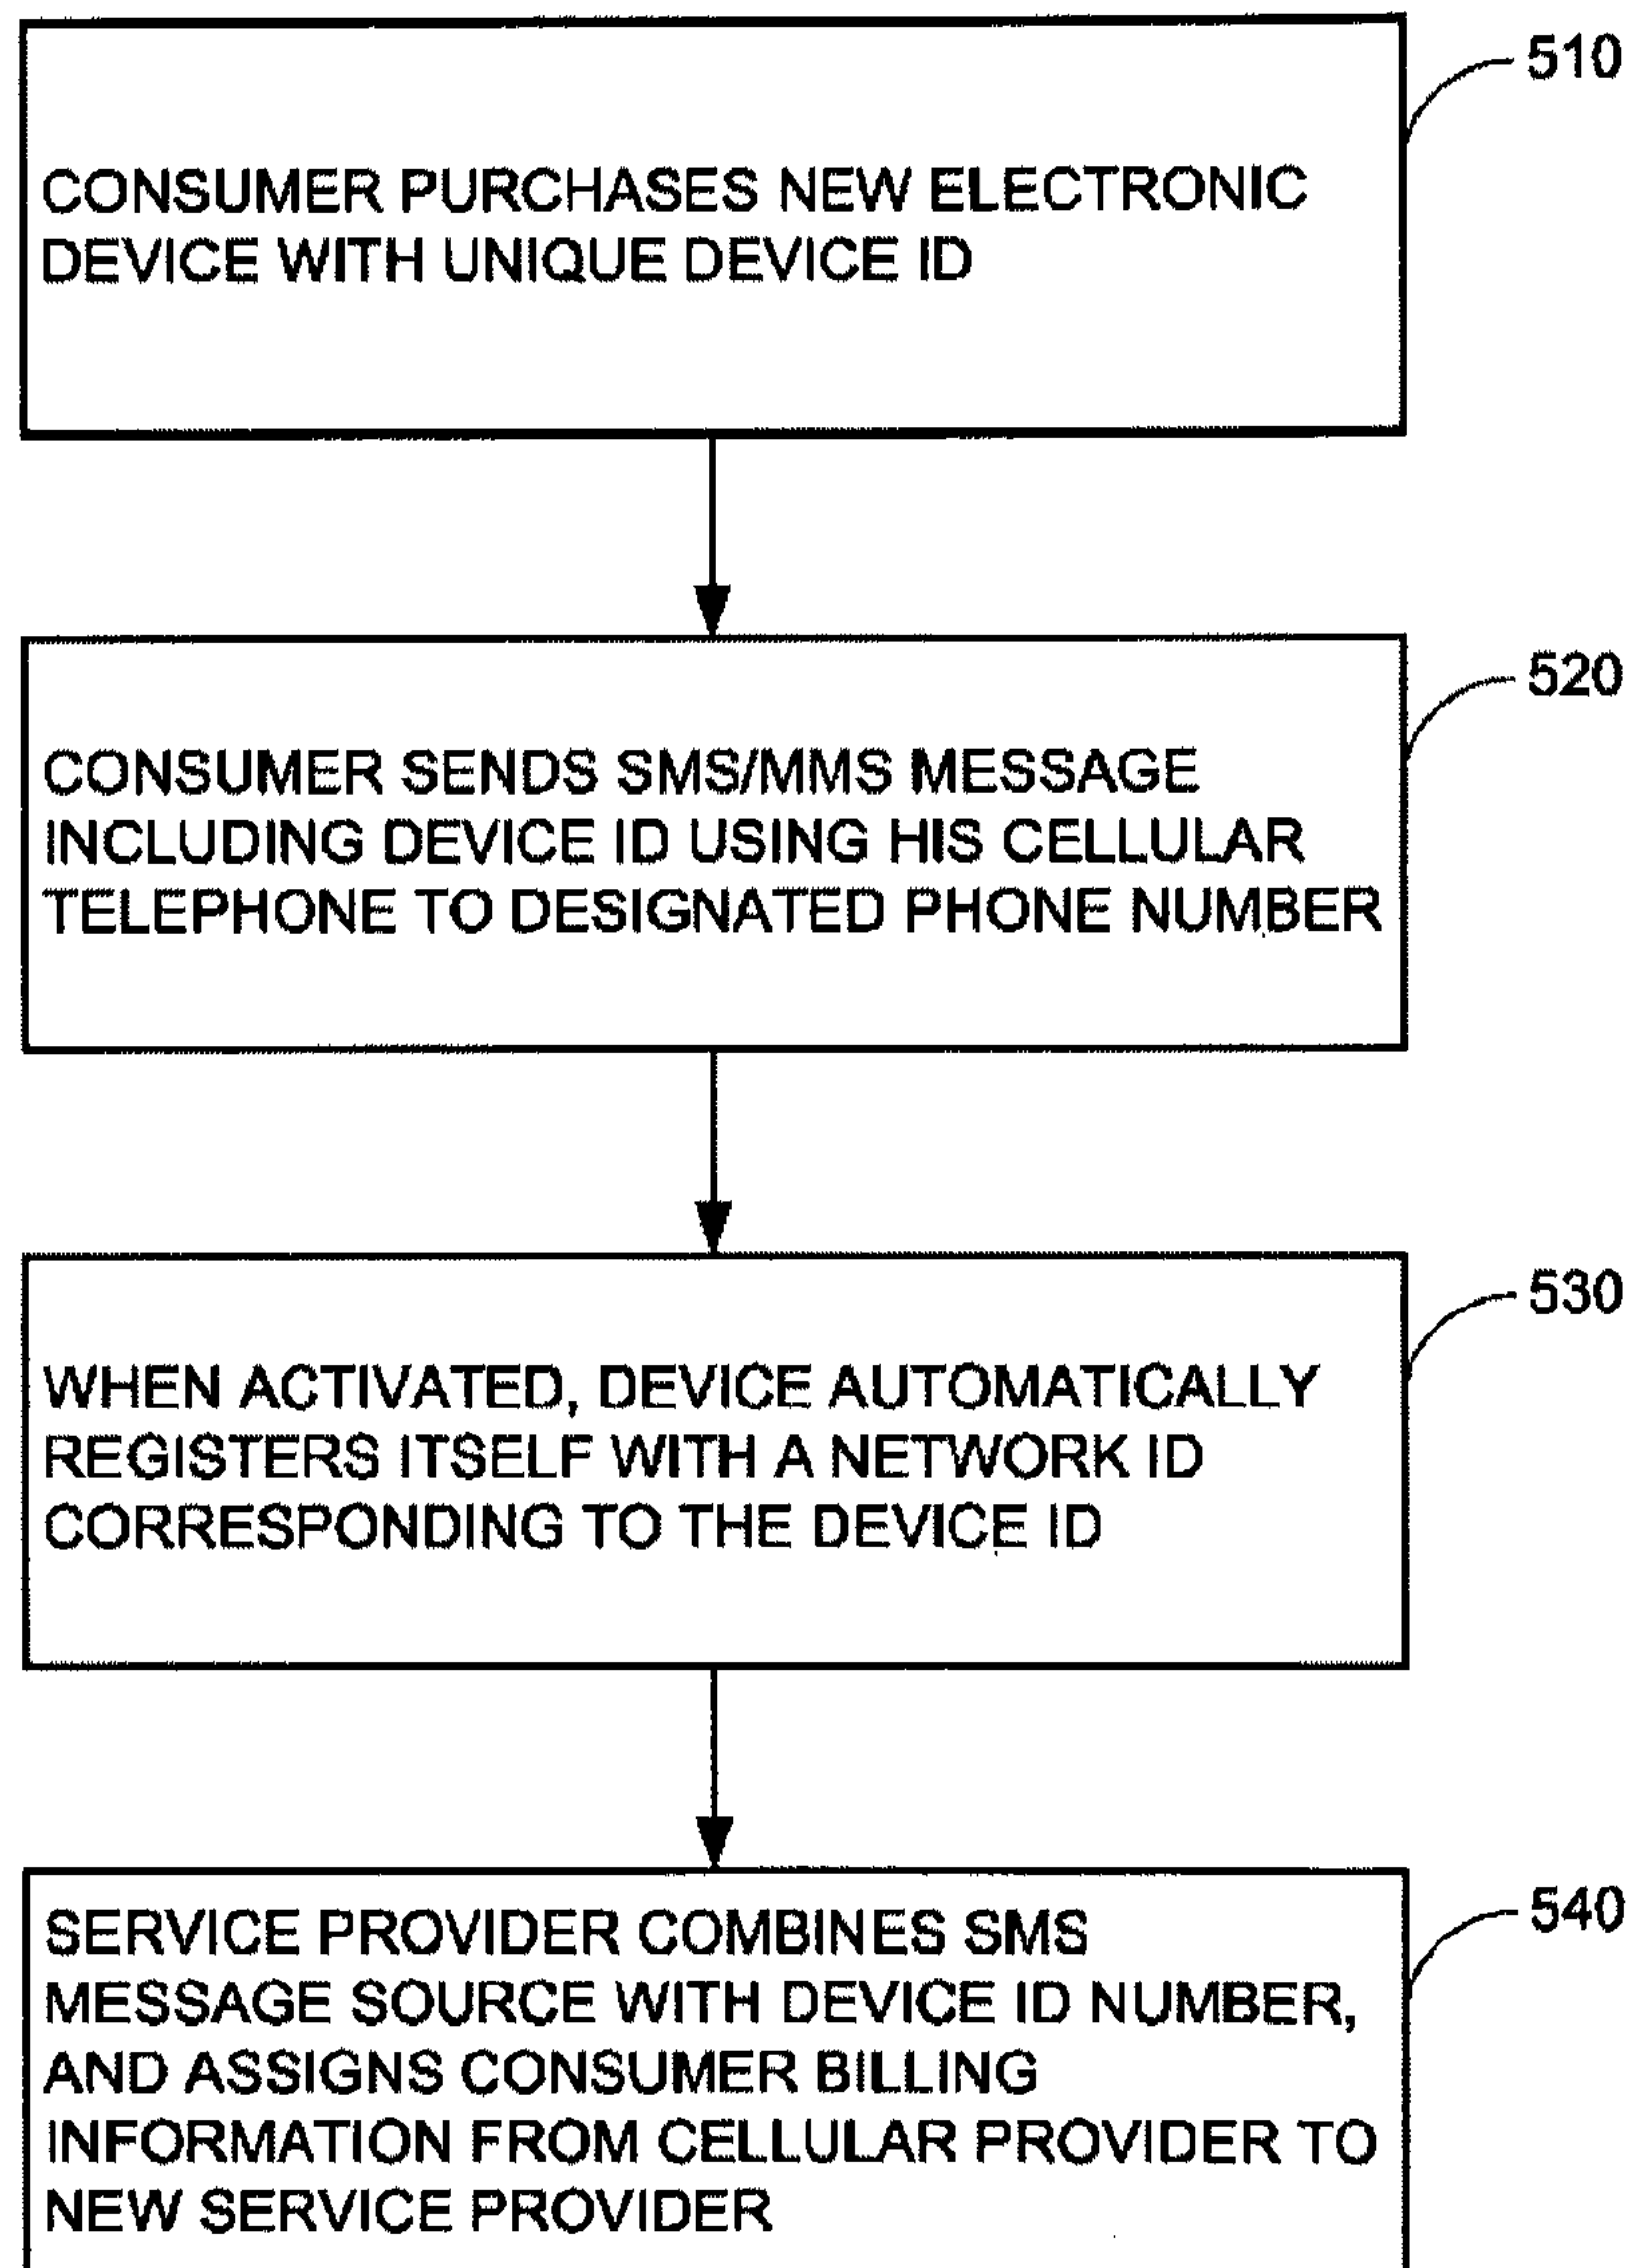 510
CONSUMER PURCHASES NEW ELECTRONIC
DEVICE WITH UNIQUE DEVICE ID
520
CONSUMER SENDS SMS/MMS MESSAGE
INCLUDING DEVICE ID USING HIS CELLULAR
TELEPHONE TO DESIGNATED PHONE NUMBER
530
WHEN ACTIVATED, DEVICE AUTOMATICALLY
REGISTERS ITSELF WITH A NETWORK ID
CORRESPONDING TO THE DEVICE ID
540
SERVICE PROVIDER COMBINES SMS
MESSAGE SOURCE WITH DEVICE ID NUMBER,
AND ASSIGNS CONSUMER BILLING
INFORMATION FROM CELLULAR PROVIDER TO
NEW SERVICE PROVIDER